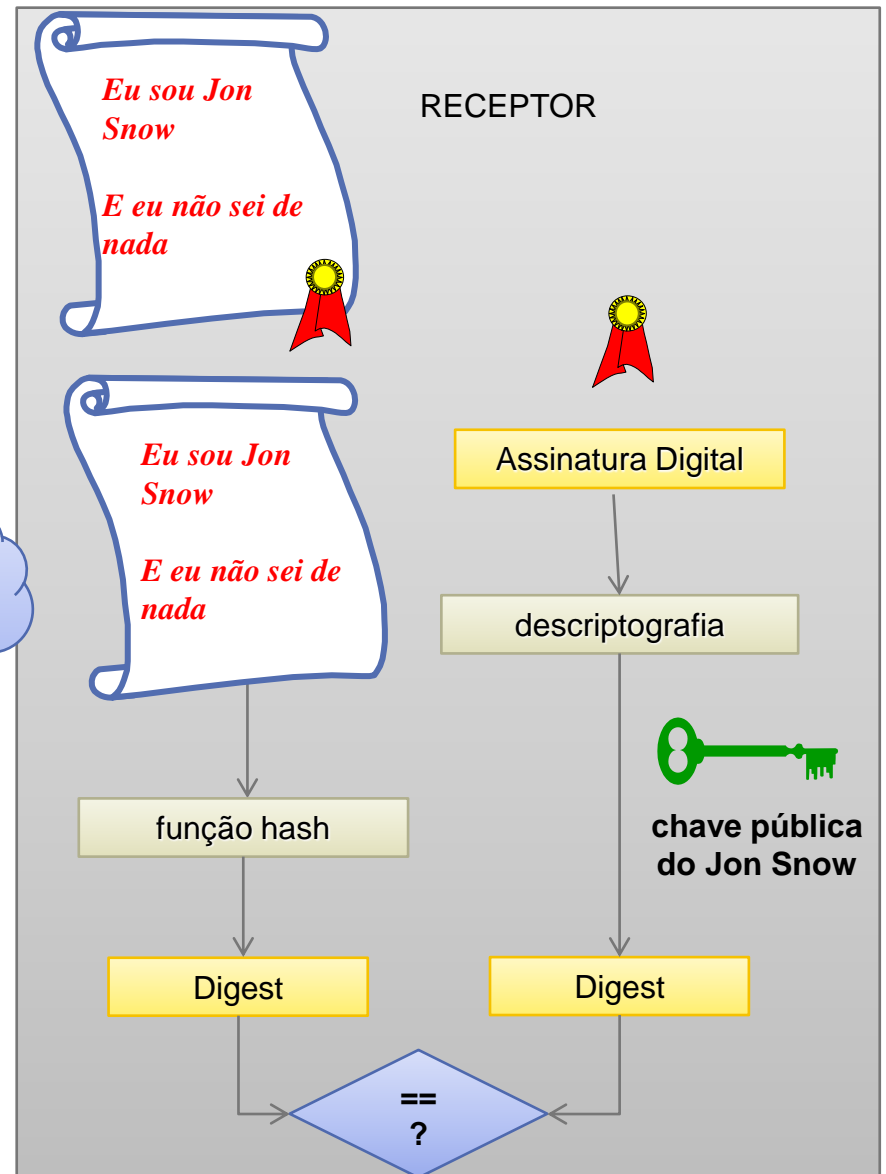 Eu sou Jon
Snow
E eu não sei de
nada
RECEPTOR
Eu sou Jon
Snow
E eu não sei de
nada
Assinatura Digital
descriptografia
chave pública
do Jon Snow
função hash
Digest
Digest
==
?